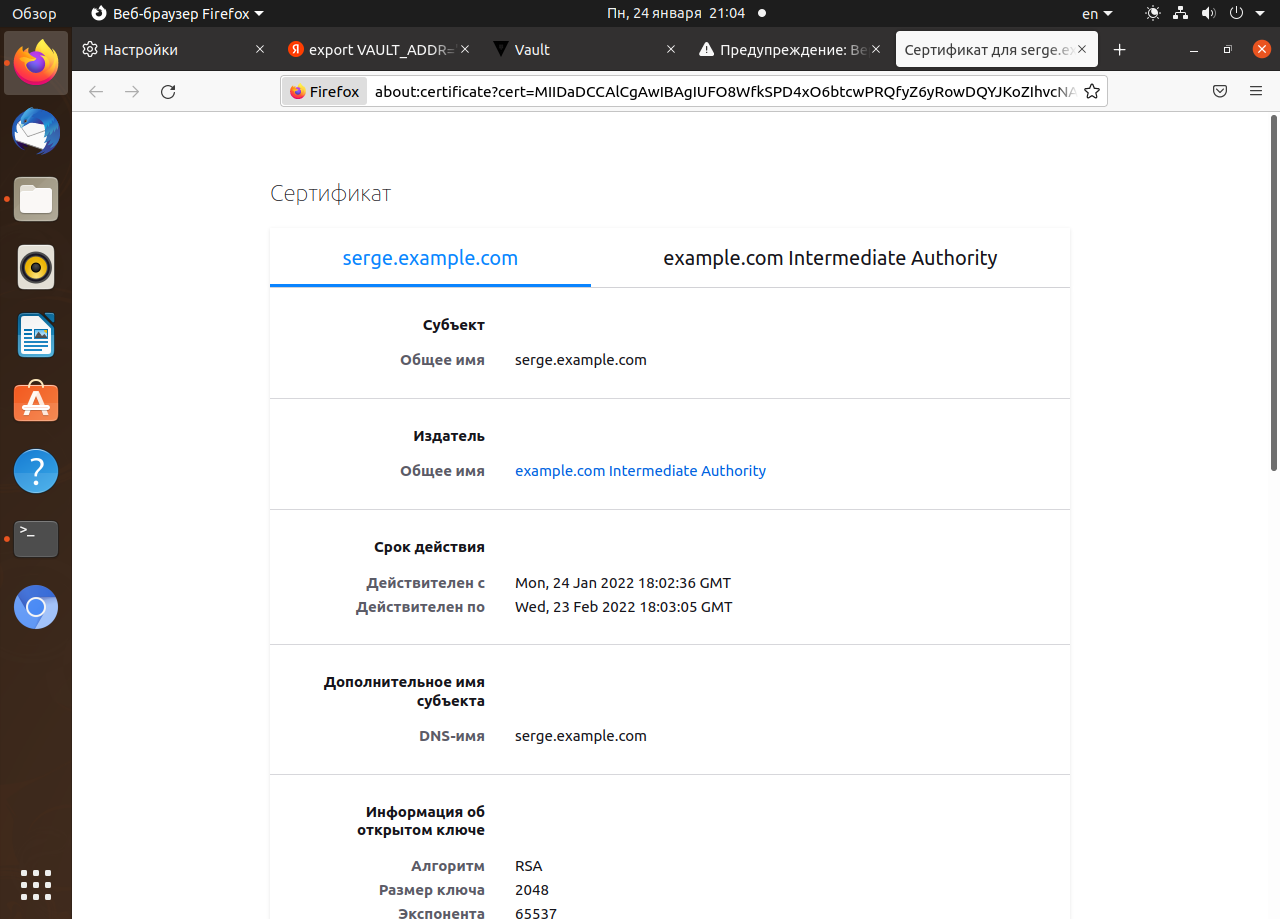 Обзор
Веб-браузер Firefox
Пн, 24 января 21:04
en
Настройки
export VAULT_ADDR=
Vault
Предупреждение: Ве
Сертификат для serge.ex
Firefox
about:certificate?cert=MIIDaDCCAlCgAwIBAgIUFO8WfkSPD4xO6btcwPRQfyZ6yRowDQYJKoZIhvcNA
Сертификат
serge.example.com
example.com Intermediate Authority
Субъект
Общее имя serge.example.com
Издатель
Общее имя example.com Intermediate Authority
Срок действия
Действителен с Mon, 24 Jan 2022 18:02:36 GMT
Действителен по Wed, 23 Feb 2022 18:03:05 GMT
Дополнительное имя
субъекта
DNS-имя serge.example.com
Информация об
открытом ключе
Алгоритм RSA
Размер ключа 2048
Экспонента 65537